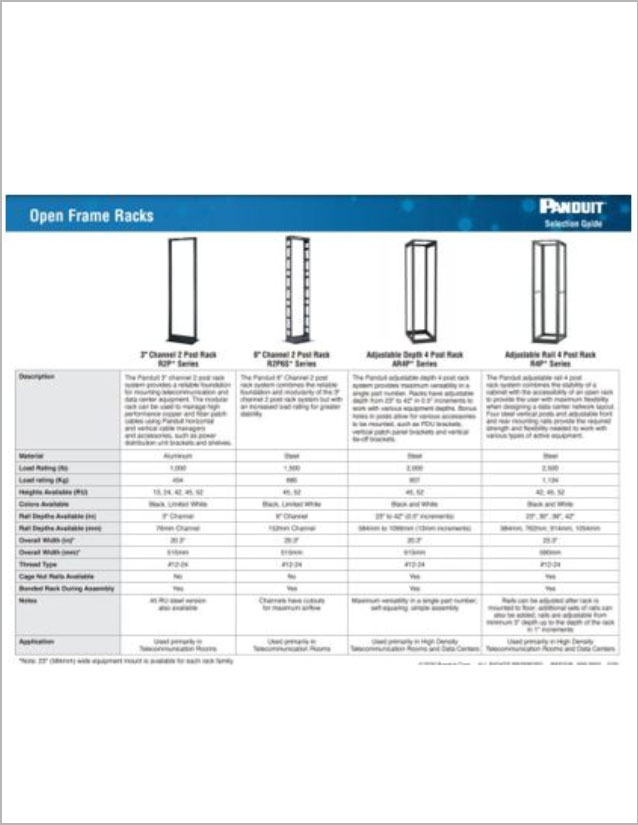 Open Frame Racks
PANDUIT
Selection Guide
3" Channel 2 Post Rack
R2P* Series
6" Channel 2 Post Rack
R2P6S* Series
Adjustable Depth 4 Post Rack
AR4P* Series
Adjustable Rail 4 Post Rack
R4P* Series
Description
The Panduit 3" channel 2 post rack
system provides a reliable foundation
for mounting telecommunication and
data center equipment. The modular
rack can be used to manage high
performance copper and fiber patch
cables using Panduit horizontal
and vertical cable managers
and accessories, such as power
distribution unit brackets and shelves.
The Panduit 6" Channel 2 post
rack system combines the reliable
foundation and modularity of the 3"
channel 2 post rack system but with
an increased load rating for greater
stability.
The Panduit adjustable depth 4 post rack
system provides maximum versatility in a
single part number. Racks have adjustable
depth from 23" to 42" in 0.5" increments to
work with various equipment depths. Bonus
holes in posts allow for various accessories
to be mounted, such as PDU brackets,
vertical patch panel brackets and vertical
tie-off brackets.
The Panduit adjustable rail 4 post
rack system combines the stability of a
cabinet with the accessibility of an open rack
to provide the user with maximum flexibility
when designing a data center network layout.
Four steel vertical posts and adjustable front
and rear mounting rails provide the required
strength and flexibility needed to work with
various types of active equipment.
Material Aluminum Steel Steel Steel
Load Rating (lb) 1,000 1,500 2,000 2,500
Load rating (Kg) 454 680 907 1,134
Heights Available (RU) 13, 24, 42, 45, 52 45, 52 45, 52 42, 45, 52
Colors Available Black, Limited White Black, Limited White Black and White Black and White
Rail Depths Available (in) 3" Channel 6" Channel 23" to 42" (0.5" increments) 23", 30", 36", 42"
Rail Depths Available (mm) 76mm Channel 152mm Channel 584mm to (13mm increments) 762mm, 914mm,
Overall Width (in)* 20.3" 20.3" 20.3" 23.3"
Overall Width (mm)* 515mm 515mm 515mm
Thread Type #12-24 #12-24 #12-24 #12-24
Cage Nut Rails Available No No Yes Yes
Bonded Rack During Assembly Yes Yes Yes Yes
Notes
45 RU steel version
also available
Channels have cutouts
for maximum airflow
Maximum versatility in a single part number;
self-squaring, simple assembly
Rails can be adjusted after rack is
mounted to floor; additional sets of rails can
also be added; rails are adjustable from
minimum 3" depth up to the depth of the rack
in 1" increments
Application
Used primarily in
Telecommunication Rooms
Used primarily in
Telecommunication Rooms
Used primarily in High Density
Telecommunication Rooms and Data Centers
Used primarily in High Density
Telecommunication Rooms and Data Centers
*Note: 23" (584mm) wide equipment mount is available for each rack family.